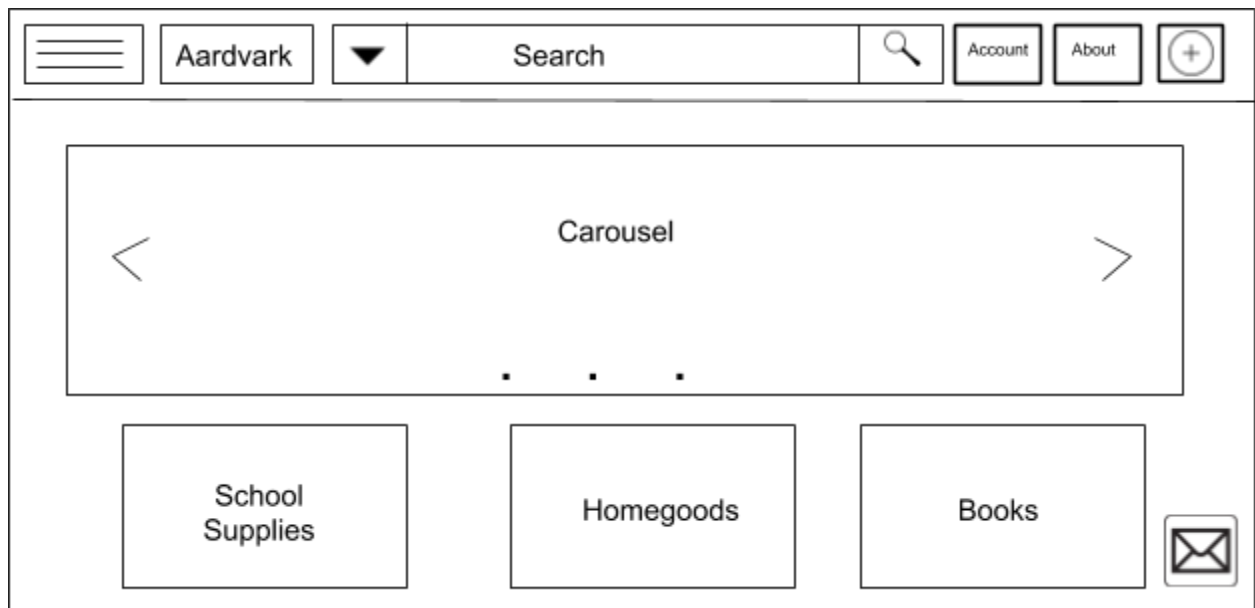 Aardvark
Search
Account
About
Carousel
School
Supplies
Homegoods
Books